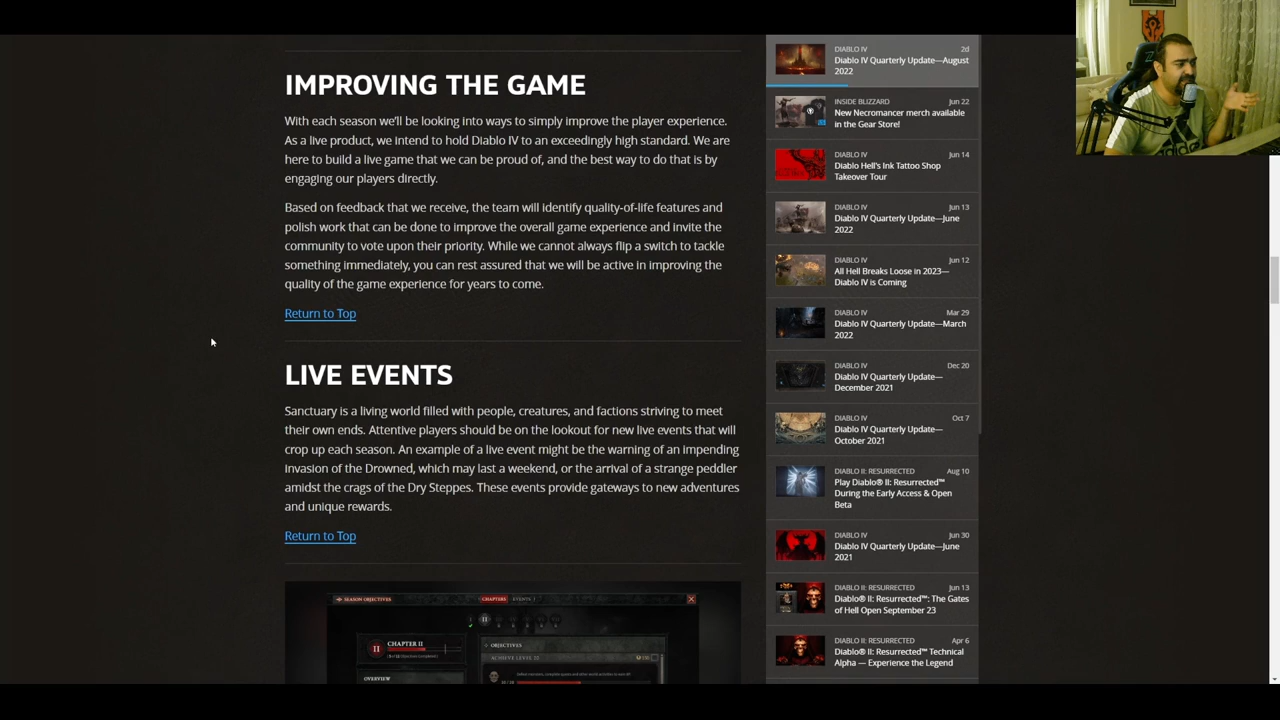 IMPROVING THE GAME
With each season we'll be looking into ways to simply improve the player experience.
As a live product, we intend to hold Diablo IV to an exceedingly high standard. We are
here to build a live game that we can be proud of, and the best way to do that is by
engaging our players directly.
Based on feedback that we receive, the team will identify quality-of-life features and
polish work that can be done to improve the overall game experience and invite the
community to vote upon their priority. While we cannot always flip a switch to tackle
something immediately, you can rest assured that we will be active in improving the
quality of the game experience for years to come.
Return to Top
LIVE EVENTS
Sanctuary is a living world filled with people, creatures, and factions striving to meet
their own ends. Attentive players should be on the lookout for new live events that will
crop up each season. An example of a live event might be the warning of an impending
invasion of the Drowned, which may last a weekend, or the arrival of a strange peddler
amidst the crags of the Dry Steppes. These events provide gateways to new adventures
and unique rewards.
Return to Top
SEASON OBJECTIVES
CHAPTERS
EVENTS
II
II
CHAPTER II
OVERVIEW
OBJECTIVES
ACHIEVE LEVEL
DIABLO IV 2d
Diablo IV Quarterly Update—August
2022
INSIDE BLIZZARD Jun 22
New Necromancer merch available
in the Gear Store!
DIABLO IV Jun 14
Diablo Hell's Ink Tattoo Shop
Takeover Tour
DIABLO IV Jun 13
Diablo IV Quarterly Update—June
2022
DIABLO IV Jun 12
All Hell Breaks Loose in 2023—
Diablo IV is Coming
DIABLO IV Mar 29
Diablo IV Quarterly Update—March
2022
DIABLO IV Dec 20
Diablo IV Quarterly Update—
December 2021
DIABLO IV Oct 7
Diablo IV Quarterly Update—
October 2021
DIABLO II: RESURRECTED Aug 10
Play Diablo® II: Resurrected™
During the Early Access & Open
Beta
DIABLO IV Jun 30
Diablo IV Quarterly Update—June
2021
DIABLO II: RESURRECTED Jun 13
Diablo® II: Resurrected™: The Gates
of Hell Open September 23
DIABLO II: RESURRECTED Apr 6
Diablo® II: Resurrected™ Technical
Alpha — Experience the Legend
adidas